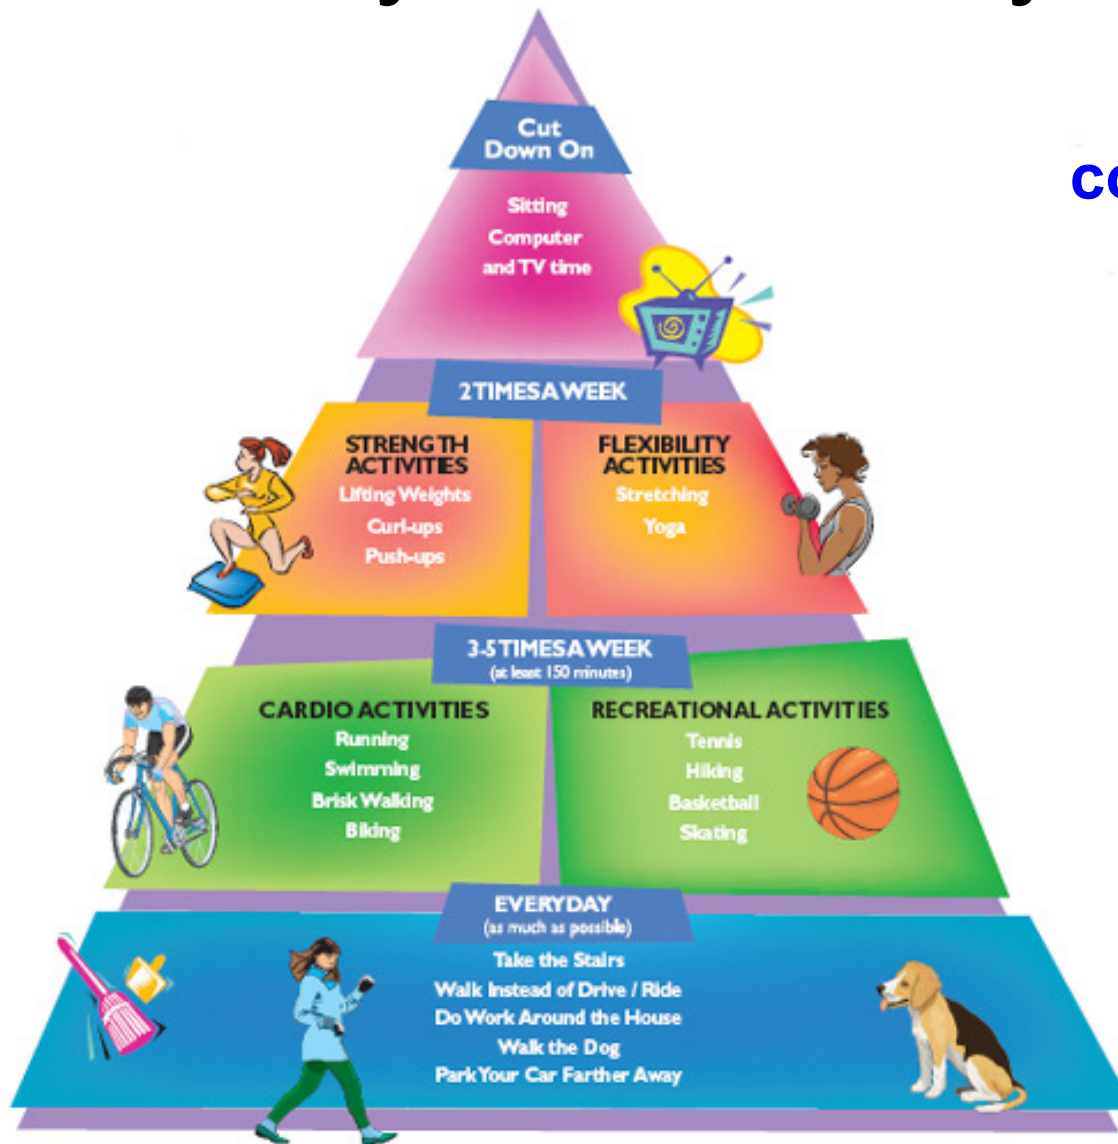 Cut
Down On
Sitting
Computer
and TV time
2 TIMES A WEEK
STRENGTH
ACTIVITIES
Lifting Weights
Curl-ups
Push-ups
FLEXIBILITY
ACTIVITIES
Stretching
Yoga
3-5 TIMES A WEEK
(at least 150 minutes)
CARDIO ACTIVITIES
Running
Swimming
Brisk Walking
Biking
RECREATIONAL ACTIVITIES
Tennis
Hiking
Basketball
Skating
EVERYDAY
(as much as possible)
Take the Stairs
Walk Instead of Drive / Ride
Do Work Around the House
Walk the Dog
Park Your Car Farther Away